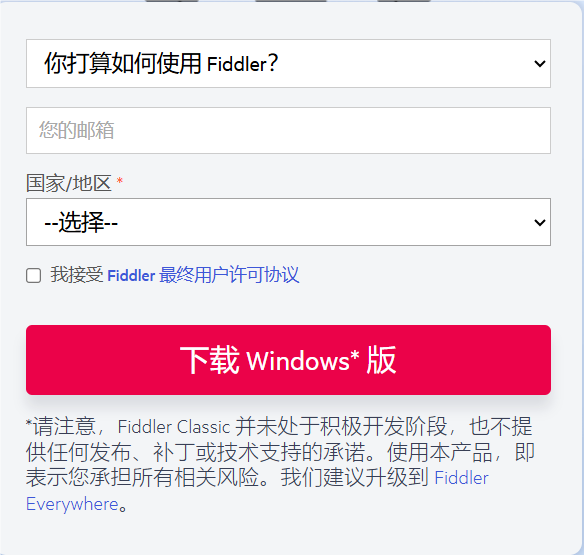 你打算如何使用 Fiddler？
您的邮箱
国家/地区 *
--选择--
我接受 Fiddler 最终用户许可协议
下载 Windows* 版
*请注意，Fiddler Classic 并未处于积极开发阶段，也不提
供任何发布、补丁或技术支持的承诺。使用本产品，即
表示您承担所有相关风险。我们建议升级到 Fiddler
Everywhere。